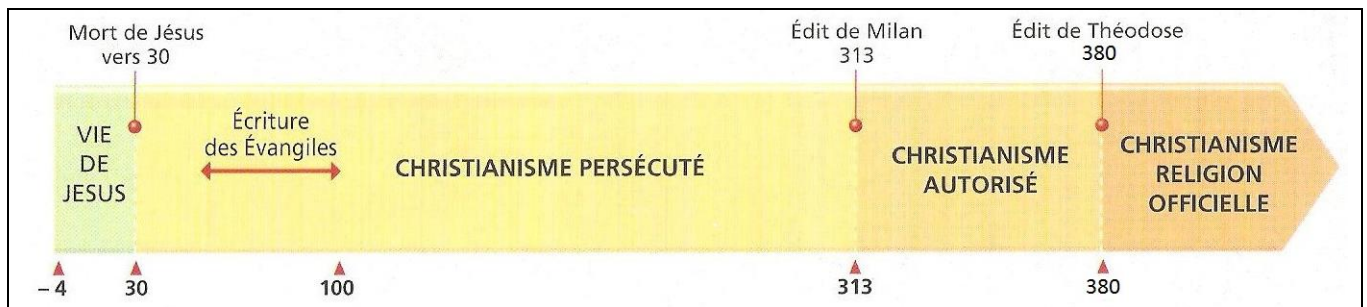 Mort de Jésus
vers 30
Édit de Milan
313
Édit de Théodose
380
VIE
DE
JESUS
Écriture
des Évangiles
CHRISTIANISME PERSÉCUTÉ
CHRISTIANISME
AUTORISÉ
CHRISTIANISME
RELIGION
OFFICIELLE
– 4
30
100
313
380